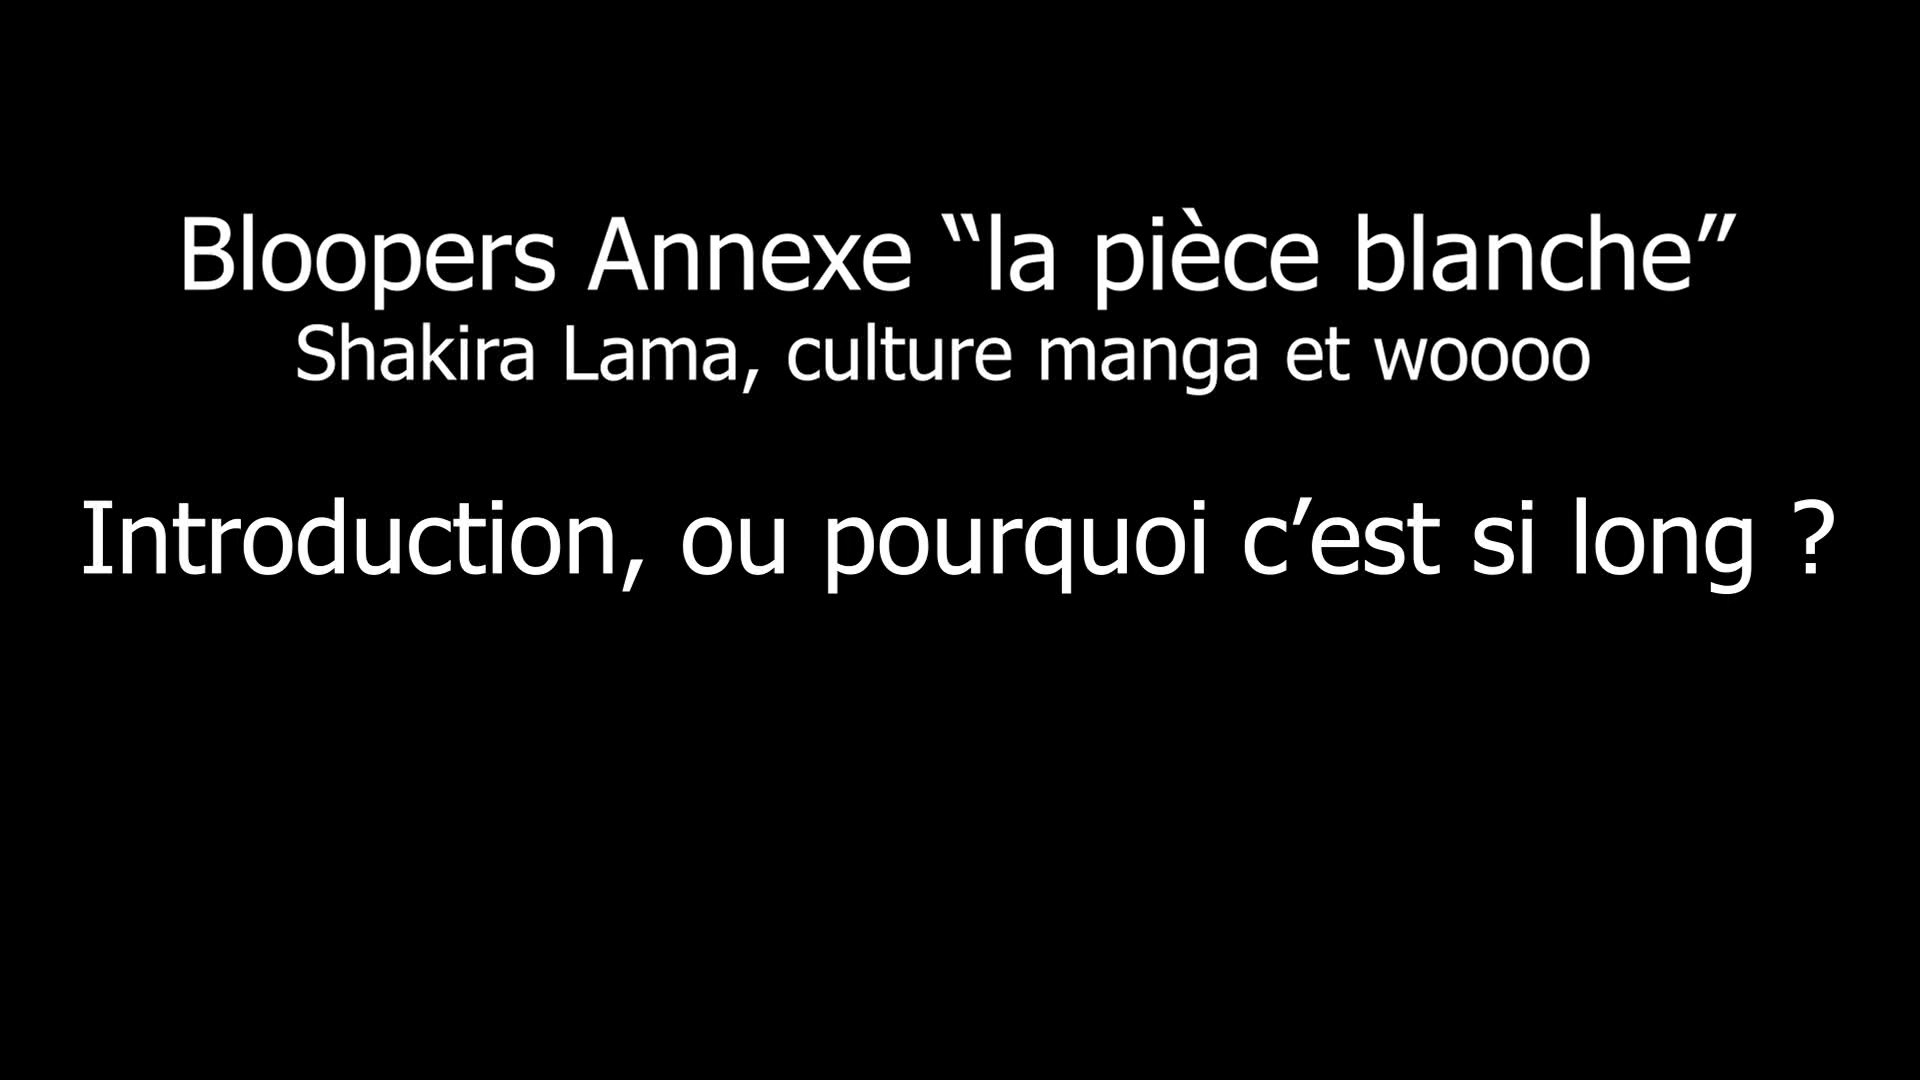 Bloopers Annexe “la pièce blanche”
Shakira Lama, culture manga et woooo
Introduction, ou pourquoi c’est si long ?